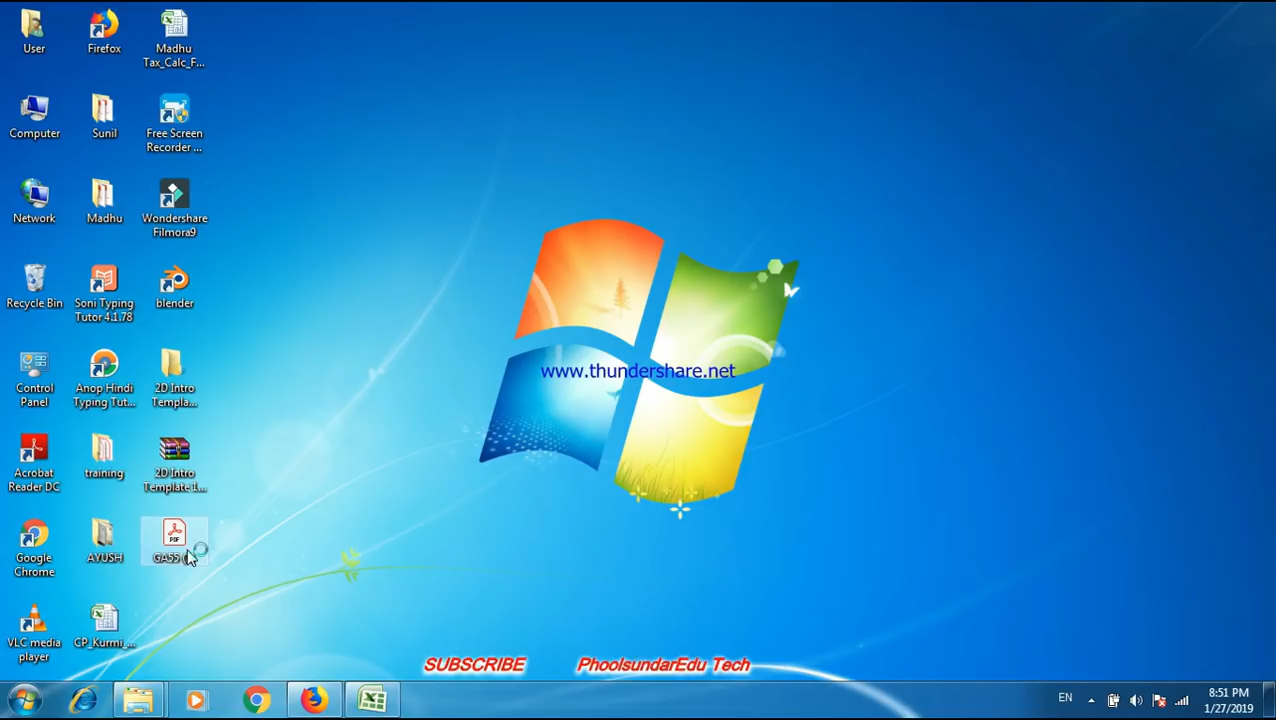 User
Firefox
Madhu
Tax_Calc_F...
Computer
Sunil
Free Screen
Recorder ...
Network
Madhu
Wondershare
Filmora9
Recycle Bin
Soni Typing
Tutor 4.1.78
blender
Control
Panel
Anop Hindi
Typing Tut...
2D Intro
Templa...
Acrobat
Reader DC
training
2D Intro
Template 1...
Google
Chrome
AYUSH
PDF
GA55
VLC media
player
CP_Kurmi_...
www.thundershare.net
SUBSCRIBE PhoolsundarEdu Tech
EN
8:51 PM
1/27/2019